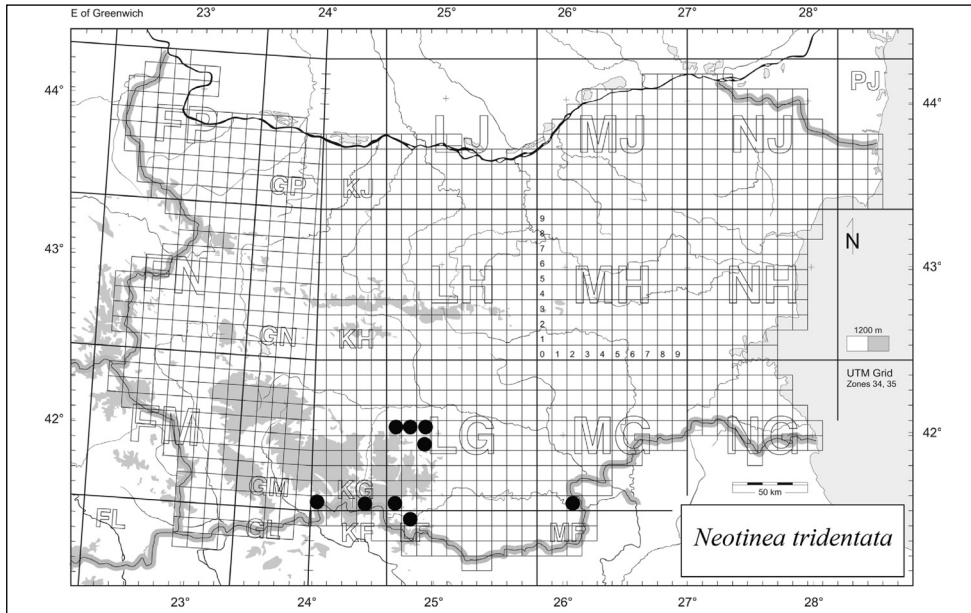 E of Greenwich
23° 24° 25° 26° 27° 28°
44° 44°
PJ
FP LJ MJ NJ
GP KJ
9
8
43° 7 N 43°
6
FN LH MH NH
5
4
3
2
1200 m
GN KH
1
0 1 2 3 4 5 6 7 8 9
UTM Grid
Zones 34, 35
42° 42°
FM LG MG NG
GM KG
50 km
FL GL KF LF MF
Neotinea tridentata
23° 24° 25° 26° 27° 28°